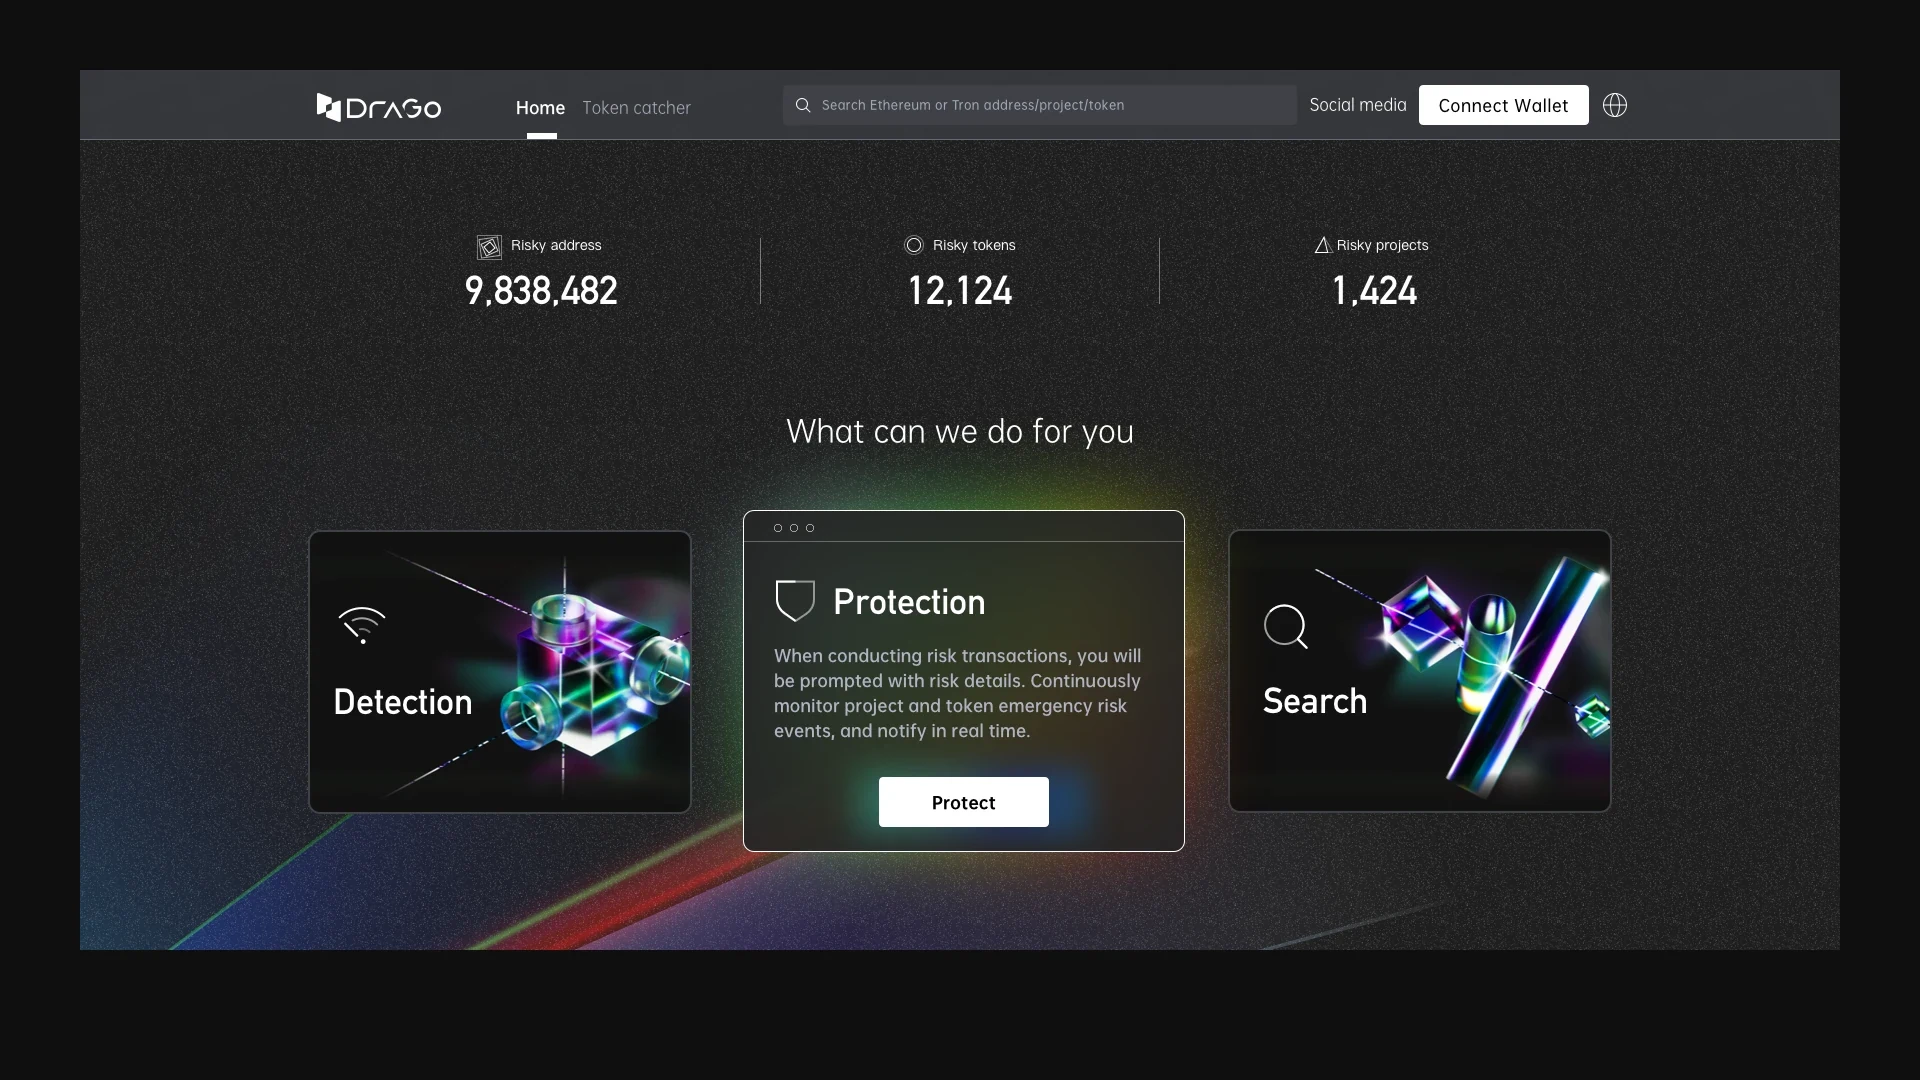 DRAGO
Home
Token catcher
Search Ethereum or Tron address/project/token
Social media
Connect Wallet
Risky address
9,838,482
Risky tokens
12,124
Risky projects
1,424
What can we do for you
Detection
Protection
When conducting risk transactions, you will
be prompted with risk details. Continuously
monitor project and token emergency risk
events, and notify in real time.
Protect
Search